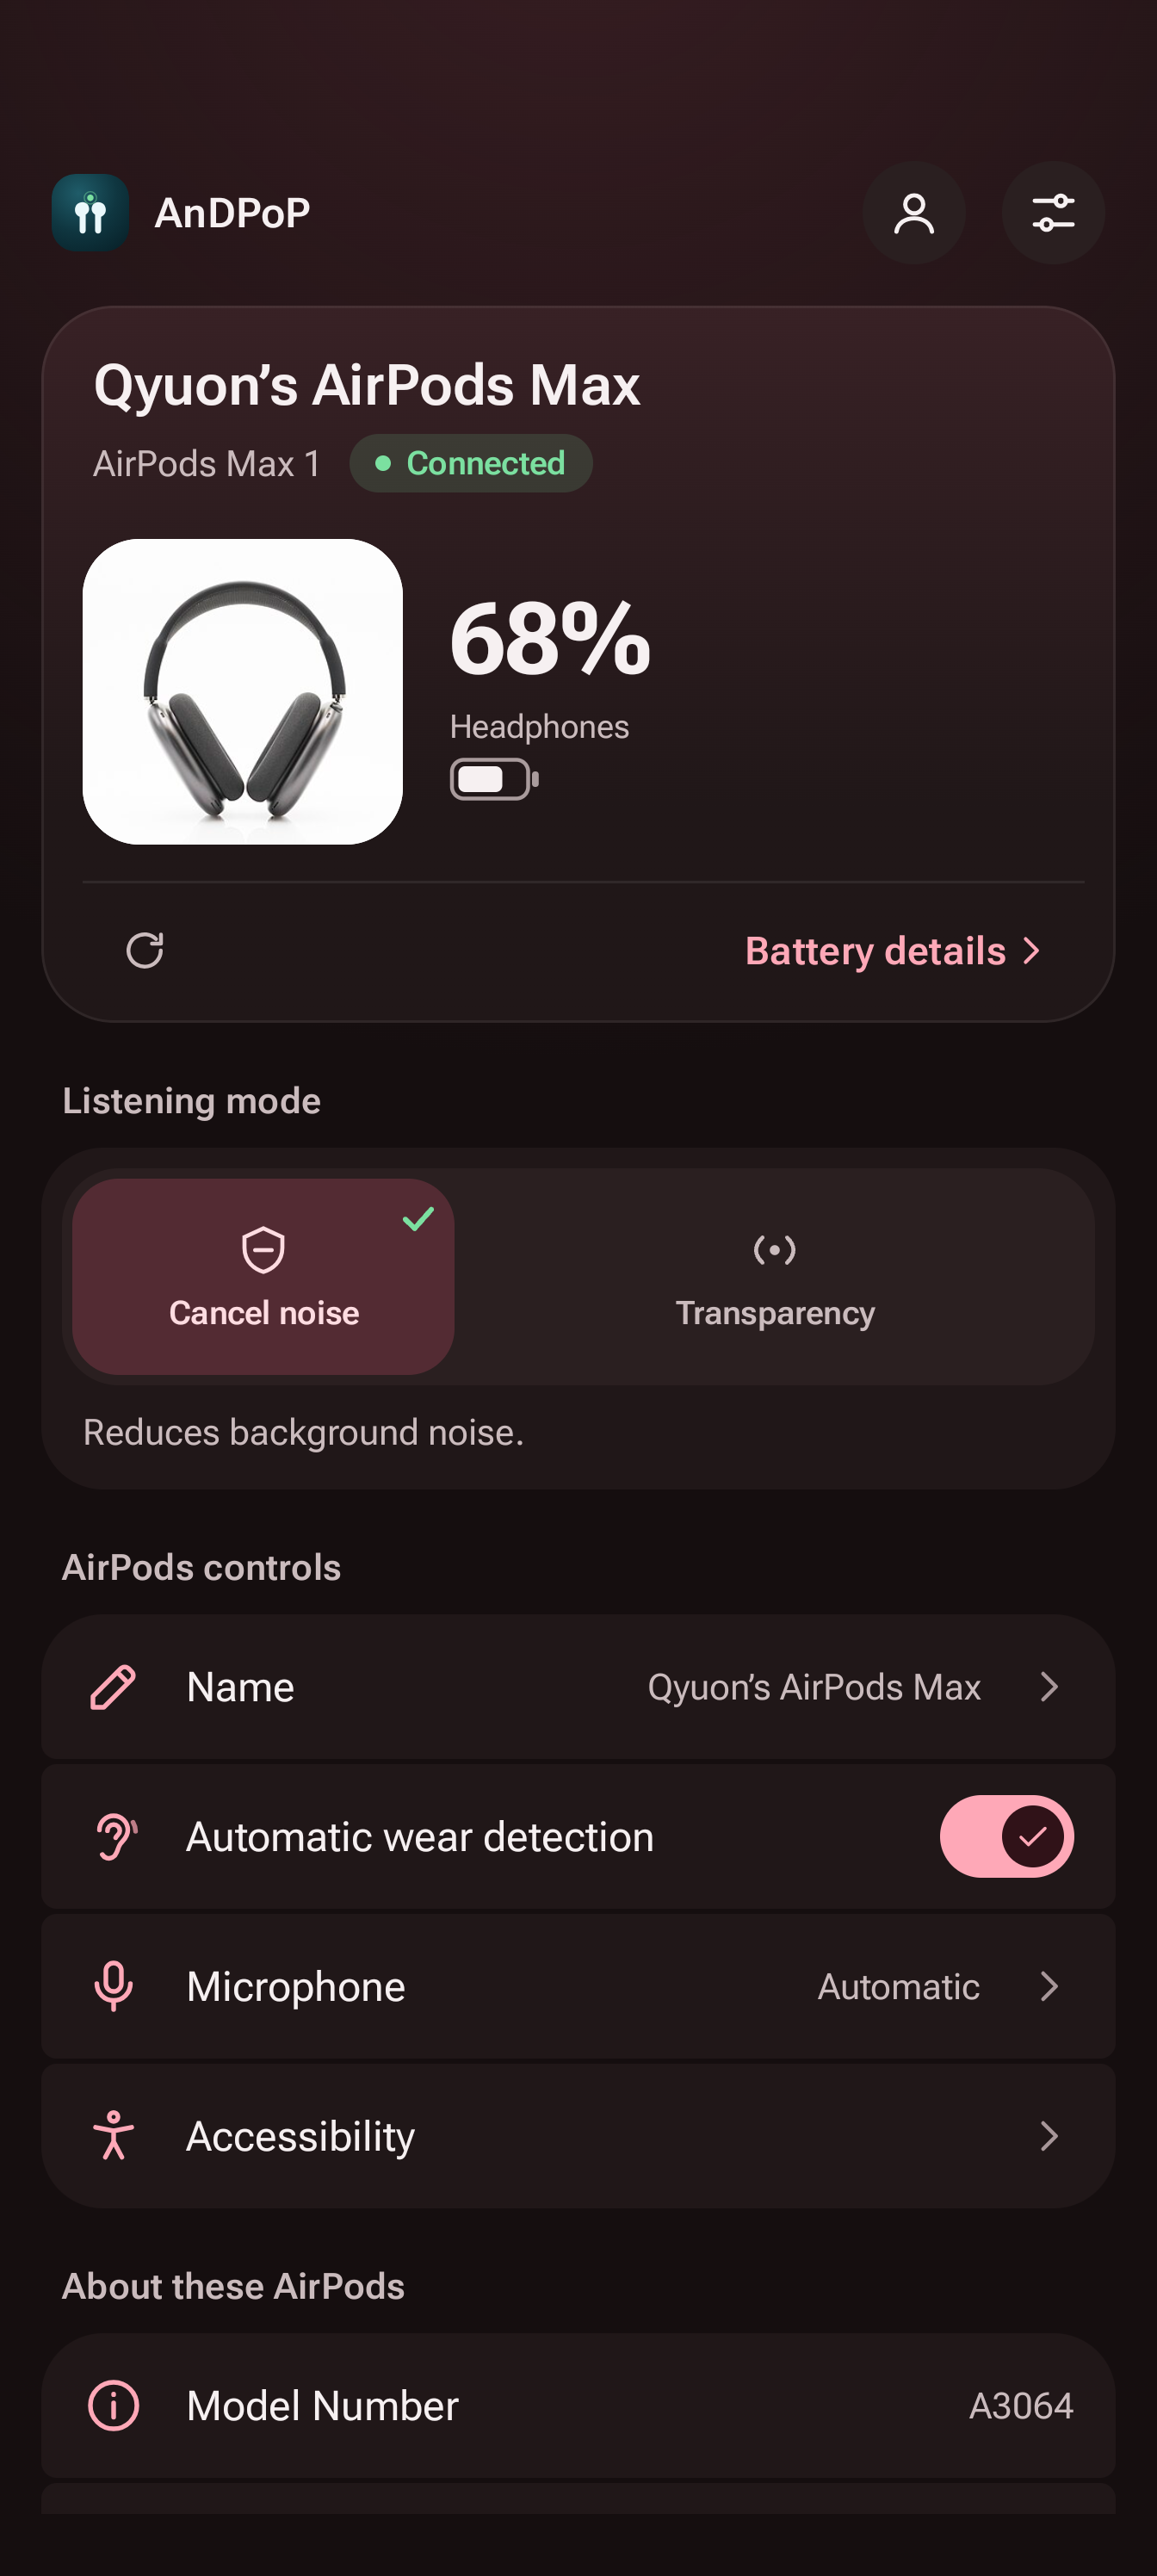 AnDPoP
Qyuon’s AirPods Max
AirPods Max 1
Connected
68%
Headphones
Battery details
Listening mode
Cancel noise
Transparency
Reduces background noise.
AirPods controls
Name
Qyuon’s AirPods Max
Automatic wear detection
Microphone
Automatic
Accessibility
About these AirPods
Model Number
A3064